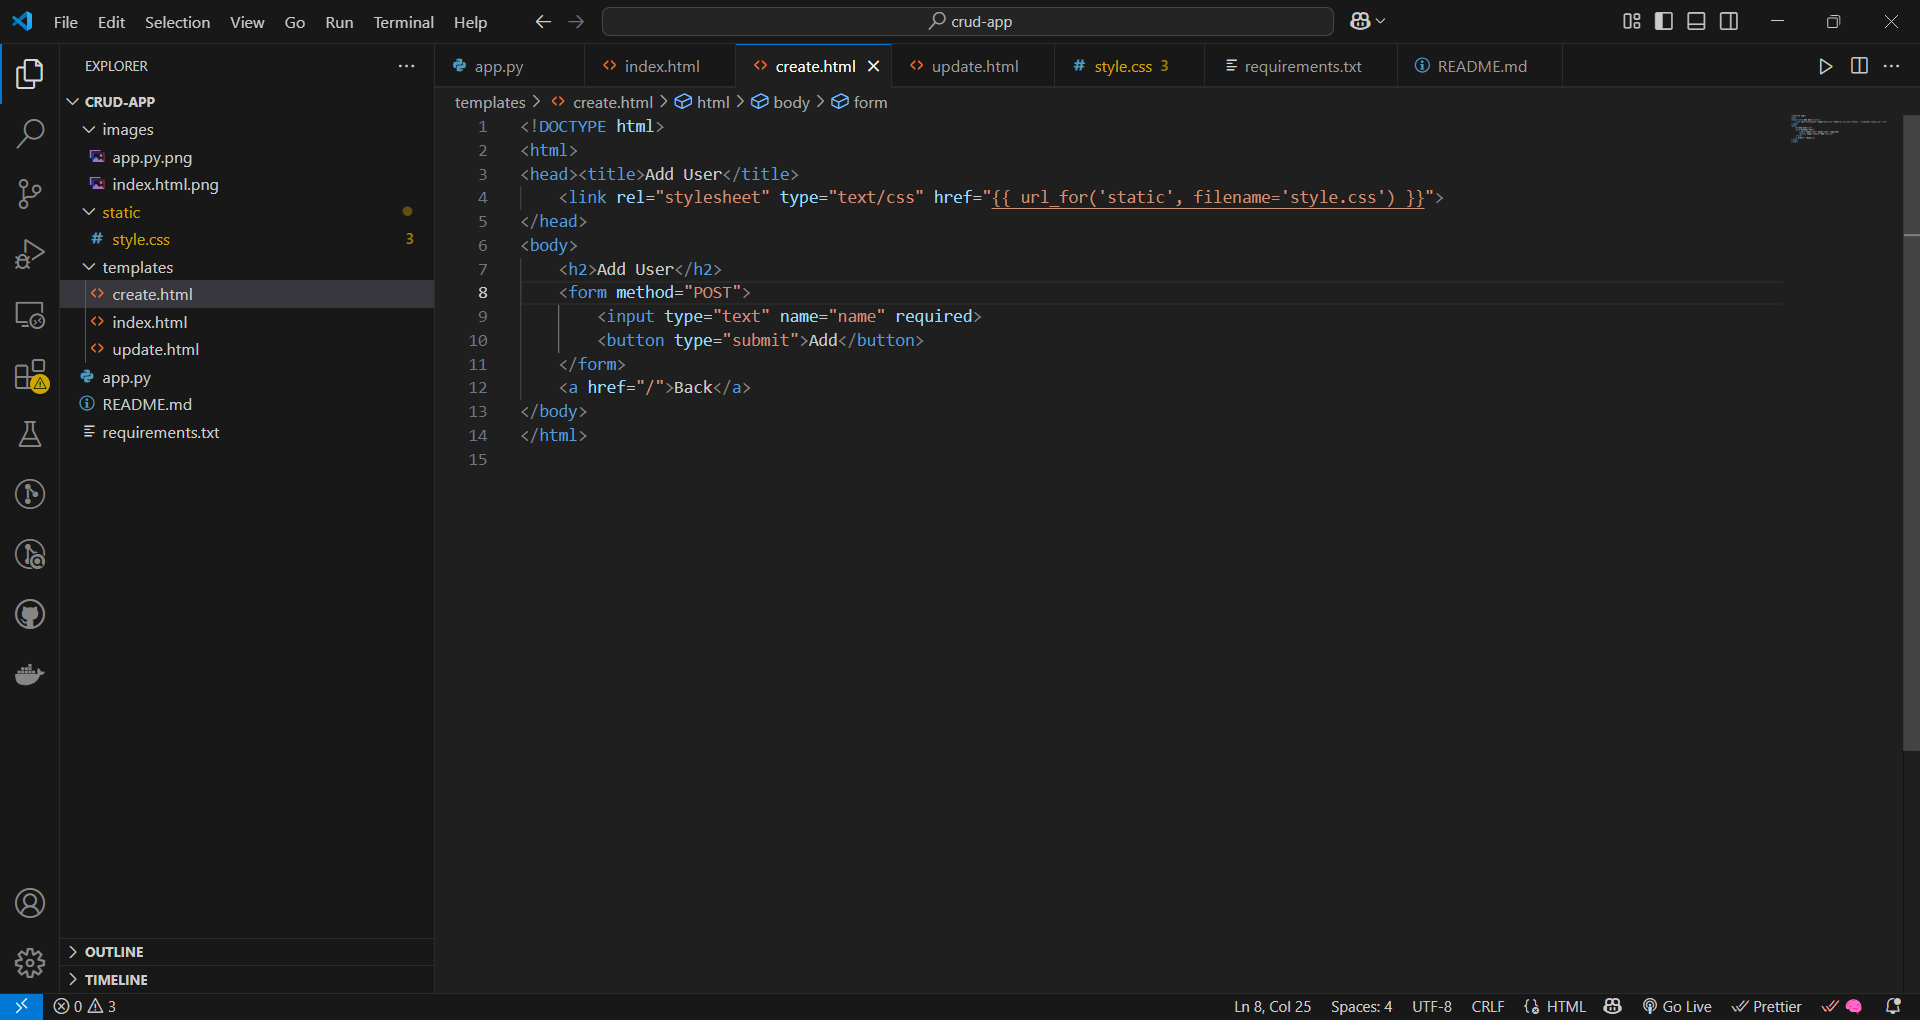 File Edit Selection View Go Run Terminal Help
crud-app
EXPLORER
CRUD-APP
images
app.py.png
index.html.png
static
style.css 3
templates
create.html
index.html
update.html
app.py
README.md
requirements.txt
OUTLINE
TIMELINE
app.py index.html create.html update.html style.css 3 requirements.txt README.md
templates > create.html > html > body > form
1 <!DOCTYPE html>
2 <html>
3 <head><title>Add User</title>
4     <link rel="stylesheet" type="text/css" href="{{ url_for('static', filename='style.css') }}">
5 </head>
6 <body>
7     <h2>Add User</h2>
8     <form method="POST">
9         <input type="text" name="name" required>
10         <button type="submit">Add</button>
11     </form>
12     <a href="/">Back</a>
13 </body>
14 </html>
15
0 3 Ln 8, Col 25 Spaces: 4 UTF-8 CRLF HTML Go Live Prettier